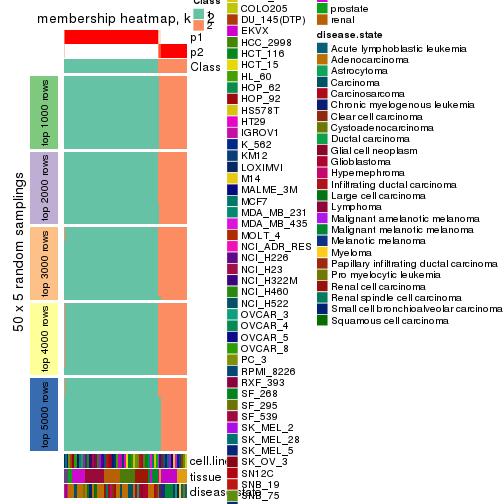 membership heatmap, k = 2
p1
p2
Class
50 x 5 random samplings
top 1000 rows
top 2000 rows
top 3000 rows
top 4000 rows
top 5000 rows
cell.line
tissue
disease.state
Class
1
2
COLO205
DU_145(DTP)
EKVX
HCC_2998
HCT_116
HCT_15
HL_60
HOP_62
HOP_92
HS578T
HT29
IGROV1
K_562
KM12
LOXIMVI
M14
MALME_3M
MCF7
MDA_MB_231
MDA_MB_435
MOLT_4
NCI_ADR_RES
NCI_H226
NCI_H23
NCI_H322M
NCI_H460
NCI_H522
OVCAR_3
OVCAR_4
OVCAR_5
OVCAR_8
PC_3
RPMI_8226
RXF_393
SF_268
SF_295
SF_539
SK_MEL_2
SK_MEL_28
SK_MEL_5
SK_OV_3
SN12C
SNB_19
SNB_75
prostate
renal
disease.state
Acute lymphoblastic leukemia
Adenocarcinoma
Astrocytoma
Carcinoma
Carcinosarcoma
Chronic myelogenous leukemia
Clear cell carcinoma
Cystoadenocarcinoma
Ductal carcinoma
Glial cell neoplasm
Glioblastoma
Hypernephroma
Infiltrating ductal carcinoma
Large cell carcinoma
Lymphoma
Malignant amelanotic melanoma
Malignant melanotic melanoma
Melanotic melanoma
Myeloma
Papillary infiltrating ductal carcinoma
Pro myelocytic leukemia
Renal cell carcinoma
Renal spindle cell carcinoma
Small cell bronchioalveolar carcinoma
Squamous cell carcinoma